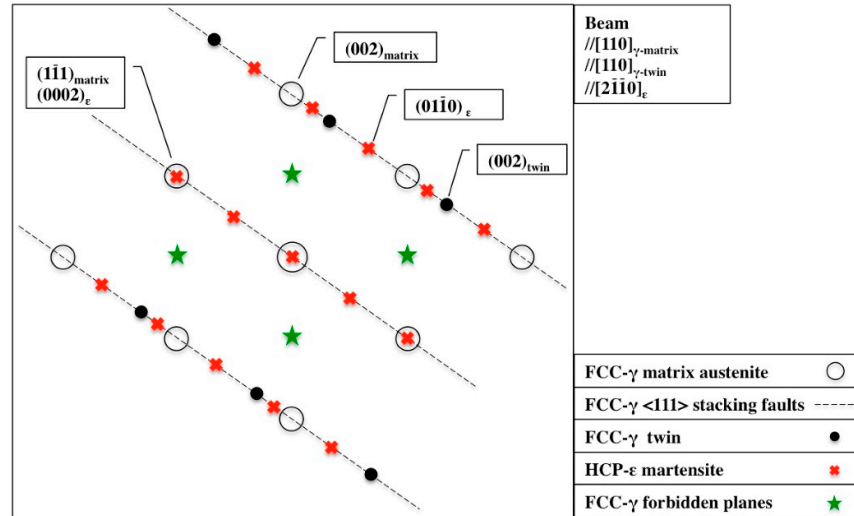 Beam
//[110]γ-matrix
//[110]γ-twin
//[21̄1̄0]ε
(002)matrix
(11̄1)matrix
(0002)ε
(011̄0) ε
(002)twin
FCC-γ matrix austenite
FCC-γ <111> stacking faults
FCC-γ twin
HCP-ε martensite
FCC-γ forbidden planes